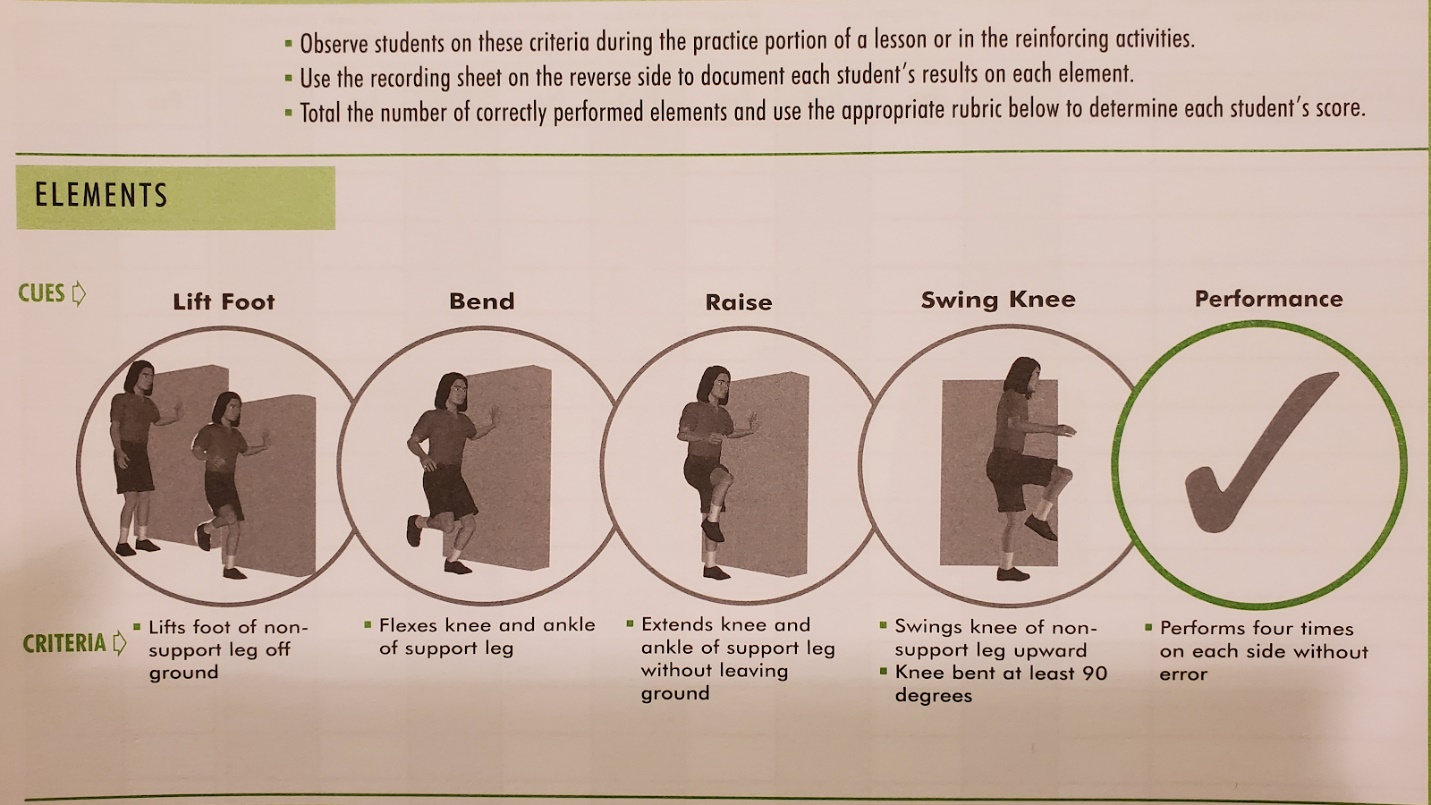 ▪ Observe students on these criteria during the practice portion of a lesson or in the reinforcing activities.
▪ Use the recording sheet on the reverse side to document each student's results on each element.
▪ Total the number of correctly performed elements and use the appropriate rubric below to determine each student's score.
ELEMENTS
CUES
Lift Foot
Bend
Raise
Swing Knee
Performance
CRITERIA
▪ Lifts foot of non-
support leg off
ground
▪ Flexes knee and ankle
of support leg
▪ Extends knee and
ankle of support leg
without leaving
ground
▪ Swings knee of non-
support leg upward
▪ Knee bent at least 90
degrees
▪ Performs four times
on each side without
error